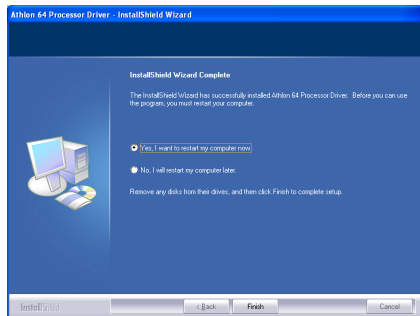 Athlon 64 Processor Driver - InstallShield Wizard
InstallShield Wizard Complete
The InstallShield Wizard has successfully installed Athlon 64 Processor Driver. Before you can use
the program, you must restart your computer.
Yes, I want to restart my computer now.
No, I will restart my computer later.
Remove any disks from their drives, and then click Finish to complete setup.
InstallShield
< Back Finish Cancel